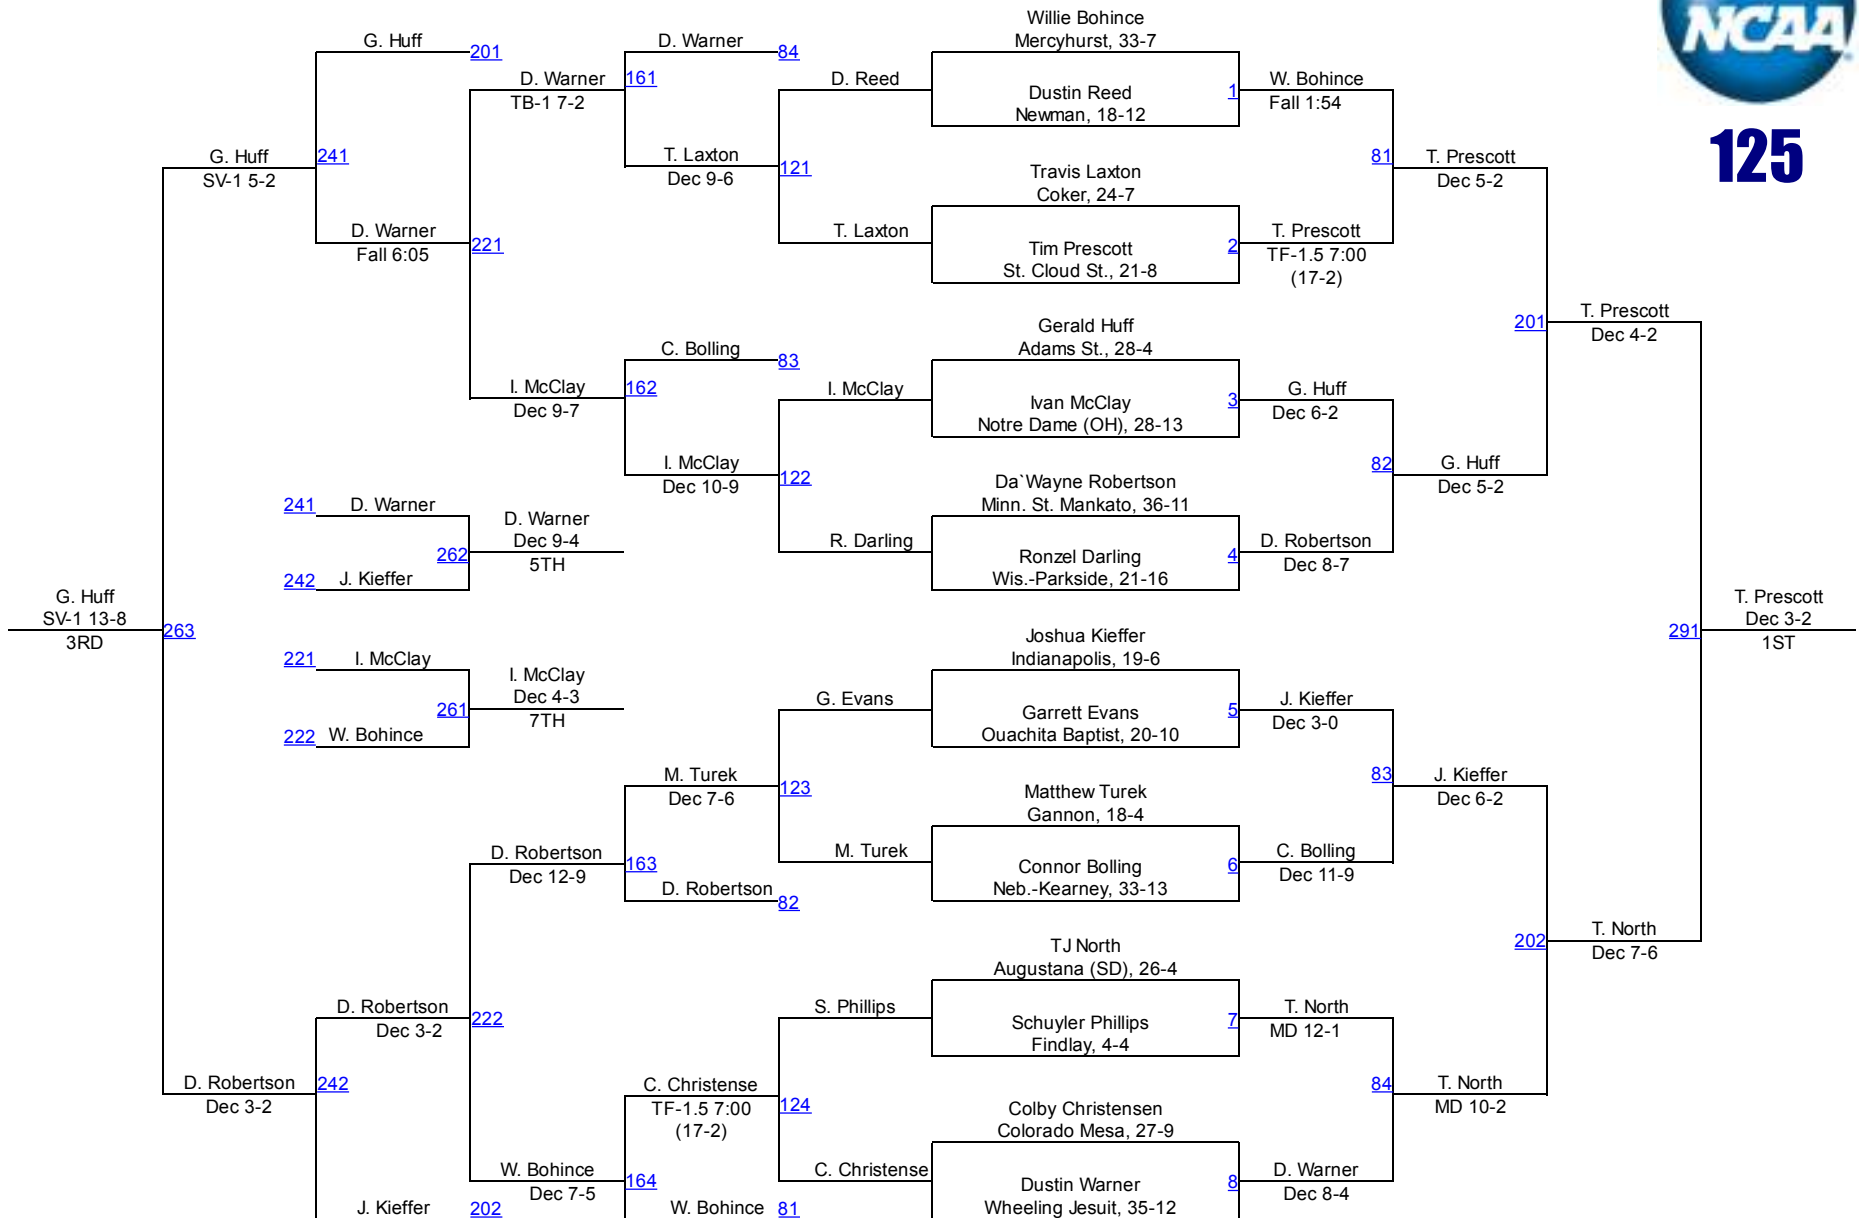 NCAA
125
Willie Bohince
Mercyhurst, 33-7
G. Huff
201
D. Warner
84
D. Warner
161
TB-1 7-2
D. Reed
Dustin Reed
Newman, 18-12
1
W. Bohince
Fall 1:54
G. Huff
241
SV-1 5-2
T. Laxton
121
Dec 9-6
Travis Laxton
Coker, 24-7
81
T. Prescott
Dec 5-2
D. Warner
221
Fall 6:05
T. Laxton
Tim Prescott
St. Cloud St., 21-8
2
T. Prescott
TF-1.5 7:00
(17-2)
Gerald Huff
Adams St., 28-4
201
T. Prescott
Dec 4-2
C. Bolling
83
I. McClay
162
Dec 9-7
I. McClay
Ivan McClay
Notre Dame (OH), 28-13
3
G. Huff
Dec 6-2
I. McClay
122
Dec 10-9
Da`Wayne Robertson
Minn. St. Mankato, 36-11
82
G. Huff
Dec 5-2
241
D. Warner
D. Warner
Dec 9-4
262
5TH
242
J. Kieffer
R. Darling
Ronzel Darling
Wis.-Parkside, 21-16
4
D. Robertson
Dec 8-7
G. Huff
SV-1 13-8
263
3RD
Joshua Kieffer
Indianapolis, 19-6
291
T. Prescott
Dec 3-2
1ST
221
I. McClay
I. McClay
Dec 4-3
261
7TH
222
W. Bohince
G. Evans
Garrett Evans
Ouachita Baptist, 20-10
5
J. Kieffer
Dec 3-0
M. Turek
123
Dec 7-6
Matthew Turek
Gannon, 18-4
83
J. Kieffer
Dec 6-2
D. Robertson
163
Dec 12-9
M. Turek
Connor Bolling
Neb.-Kearney, 33-13
6
C. Bolling
Dec 11-9
D. Robertson
82
TJ North
Augustana (SD), 26-4
202
T. North
Dec 7-6
D. Robertson
222
Dec 3-2
S. Phillips
Schuyler Phillips
Findlay, 4-4
7
T. North
MD 12-1
D. Robertson
242
Dec 3-2
C. Christense
124
TF-1.5 7:00
(17-2)
Colby Christensen
Colorado Mesa, 27-9
84
T. North
MD 10-2
W. Bohince
164
Dec 7-5
C. Christense
Dustin Warner
Wheeling Jesuit, 35-12
8
D. Warner
Dec 8-4
J. Kieffer
202
W. Bohince
81